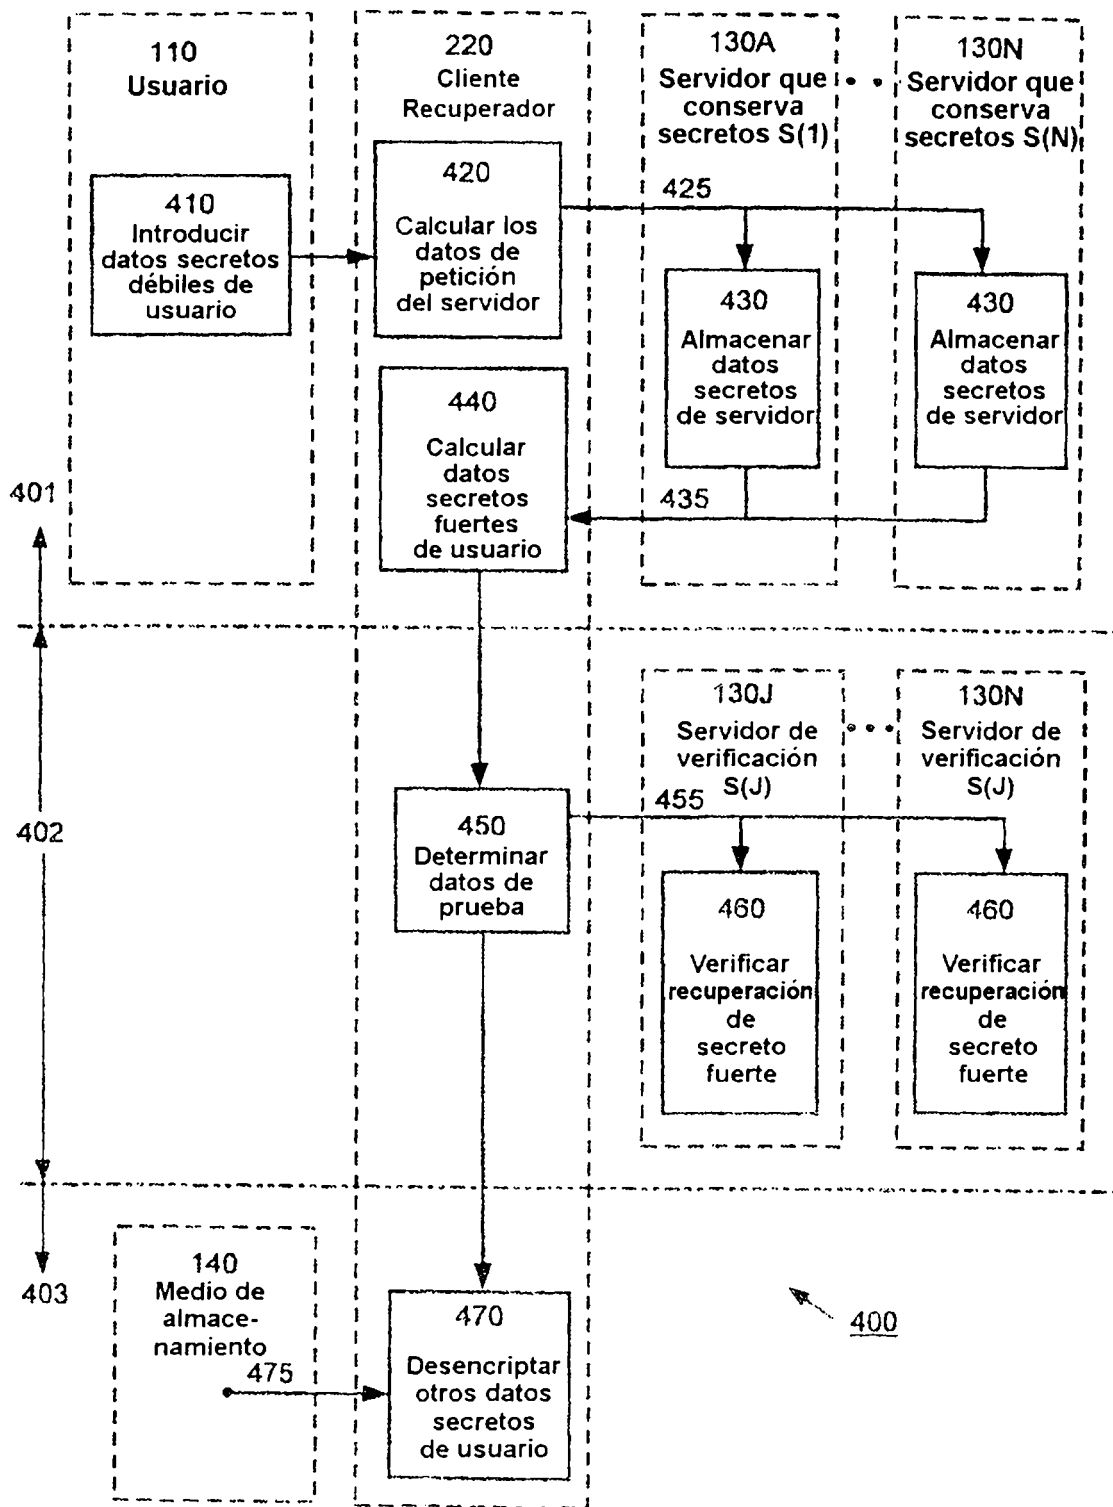 110
Usuario
220
Cliente
Recuperador
130A
Servidor que
conserva
secretos S(1)
130N
Servidor que
conserva
secretos S(N)
410
Introducir
datos secretos
débiles de
usuario
420
Calcular los
datos de
petición
del servidor
425
430
Almacenar
datos
secretos
de servidor
430
Almacenar
datos
secretos
de servidor
440
Calcular
datos
secretos
fuertes
de usuario
435
401
402
130J
Servidor de
verificación
S(J)
130N
Servidor de
verificación
S(J)
450
Determinar
datos de
prueba
455
460
Verificar
recuperación
de
secreto
fuerte
460
Verificar
recuperación
de
secreto
fuerte
403
140
Medio de
almace-
namiento
475
470
Desencriptar
otros datos
secretos
de usuario
400